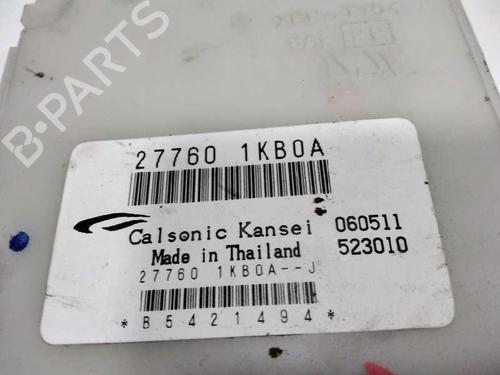 B-PARTS
27760 1KB0A
Calsonic Kansei 060511
Made in Thailand 523010
27760 1KB0A--J
*B5421494*